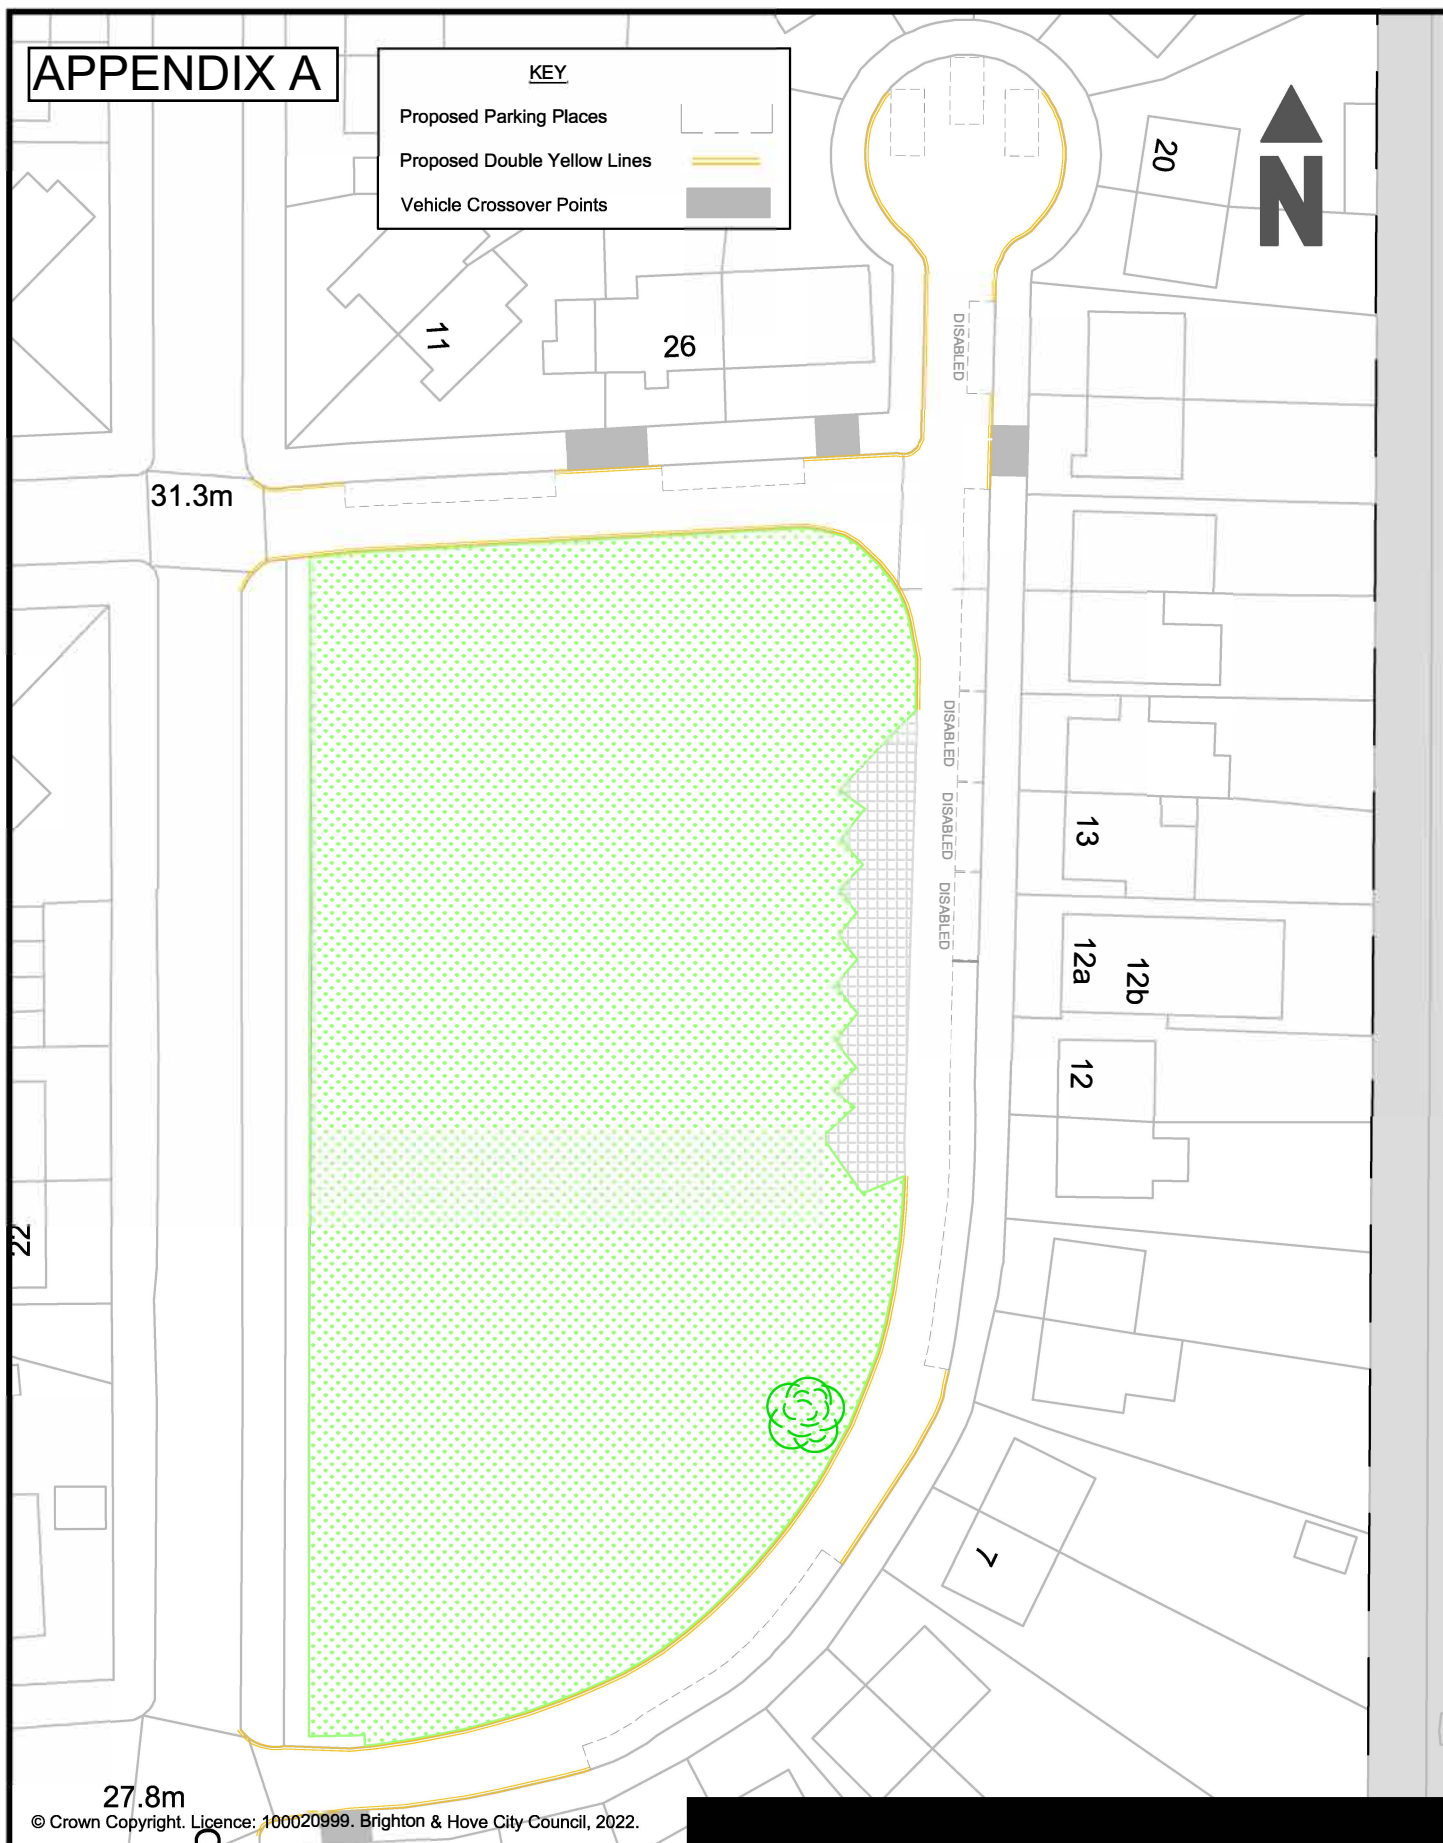 APPENDIX A
KEY
Proposed Parking Places
Proposed Double Yellow Lines
Vehicle Crossover Points
N
20
11
26
DISABLED
31.3m
DISABLED
DISABLED
13
DISABLED
12a
12b
12
22
7
27.8m
© Crown Copyright. Licence: 100020999. Brighton & Hove City Council, 2022.